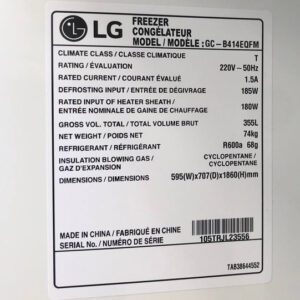 LG FREEZER
CONGÉLATEUR
MODEL / MODÈLE : GC - B414EQFM
CLIMATE CLASS / CLASSE CLIMATIQUE T
RATING / ÉVALUATION 220V ~ 50Hz
RATED CURRENT / COURANT ÉVALUÉ 1.5A
DEFROSTING INPUT / ENTRÉE DE DÉGIVRAGE 185W
RATED INPUT OF HEATER SHEATH /
ENTRÉE NOMINALE DE GAINE DE CHAUFFAGE 180W
GROSS VOL. TOTAL / TOTAL VOLUME BRUT 355L
NET WEIGHT / POIDS NET 74kg
REFRIGERANT / RÉFRIGÉRANT R600a 68g
INSULATION BLOWING GAS / CYCLOPENTANE /
GAZ D'EXPANSION CYCLOPENTANE
DIMENSIONS / DIMENSIONS 595(W)x707(D)x1860(H)mm
MADE IN CHINA / FABRIQUÉ EN CHINE
SERIAL No. / NUMÉRO DE SÉRIE 105TRJL23556
TAB38644552